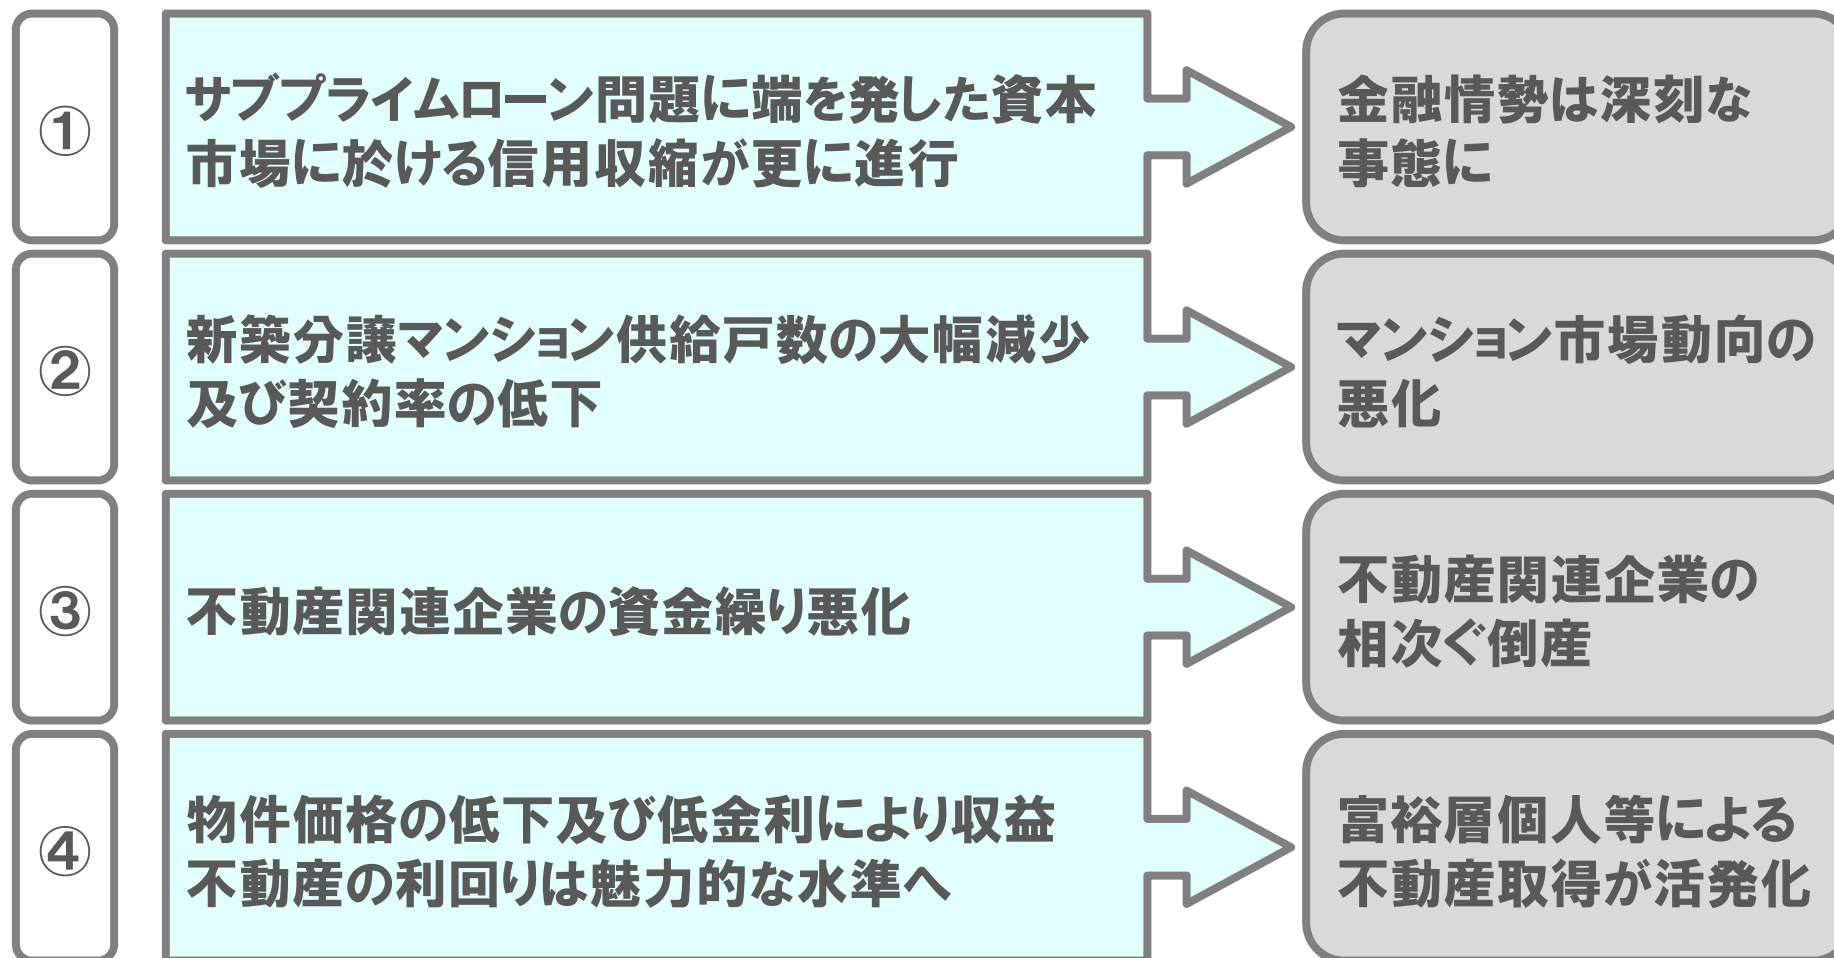 ①
サブプライムローン問題に端を発した資本
市場に於ける信用収縮が更に進行
金融情勢は深刻な
事態に
②
新築分譲マンション供給戸数の大幅減少
及び契約率の低下
マンション市場動向の
悪化
③
不動産関連企業の資金繰り悪化
不動産関連企業の
相次ぐ倒産
④
物件価格の低下及び低金利により収益
不動産の利回りは魅力的な水準へ
富裕層個人等による
不動産取得が活発化